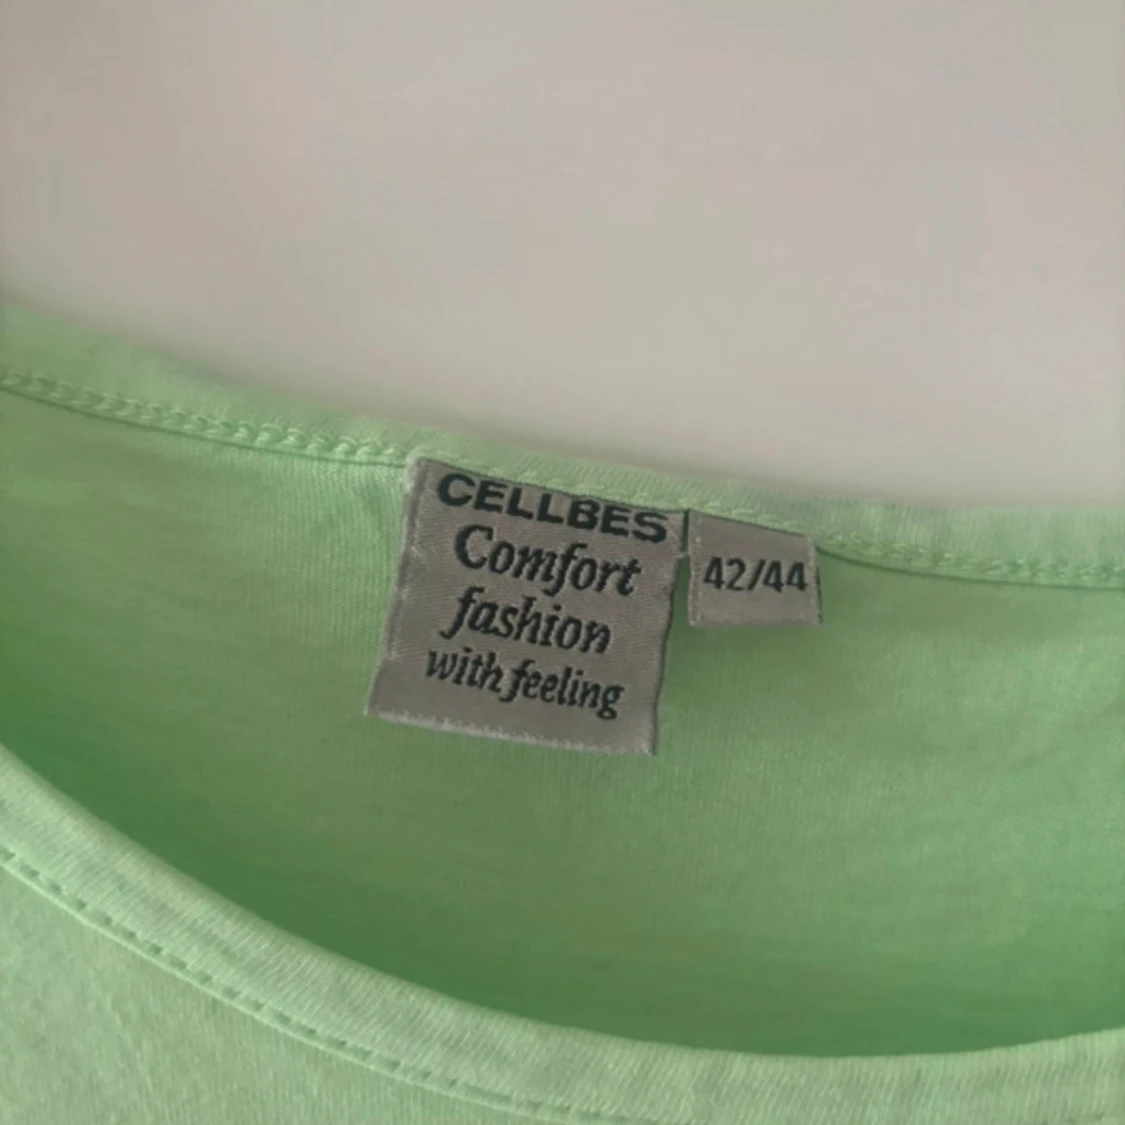 CELLBES
Comfort
fashion
with feeling
42/44